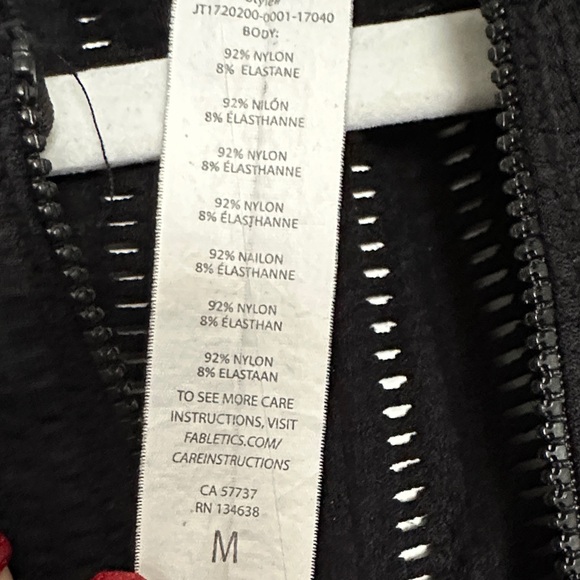 Style#
JT1720200-0001-17040
BODY:
92% NYLON
8% ELASTANE
92% NILÓN
8% ÉLASTHANNE
92% NYLON
8% ÉLASTHANNE
92% NYLON
8% ÉLASTHANNE
92% NAILON
8% ÉLASTHANNE
92% NYLON
8% ÉLASTHAN
92% NYLON
8% ELASTAAN
TO SEE MORE CARE
INSTRUCTIONS, VISIT
FABLETICS.COM/
CAREINSTRUCTIONS
CA 57737
RN 134638
M